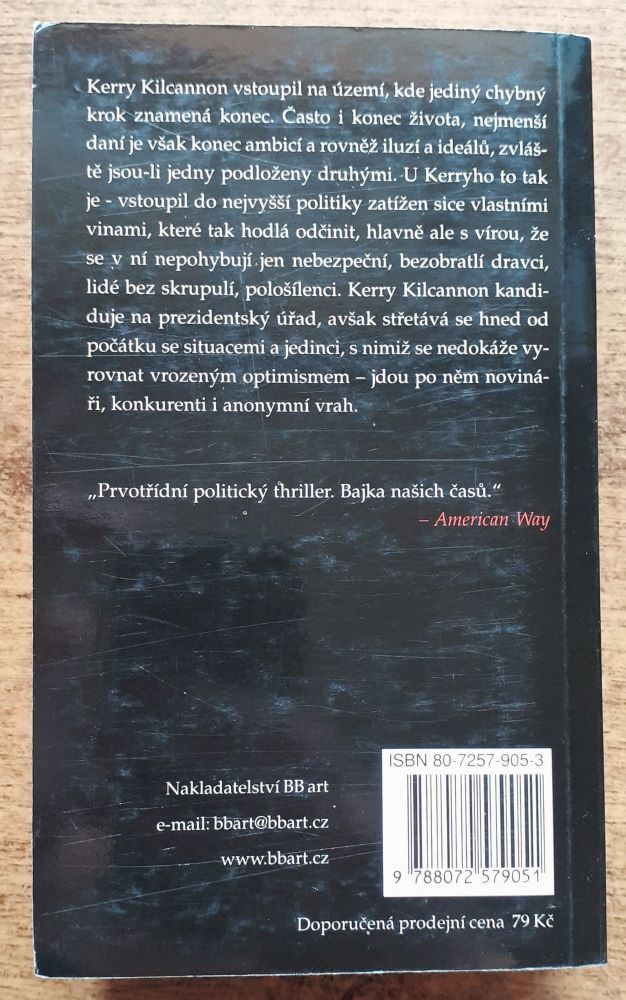 Kerry Kilcannon vstoupil na území, kde jediný chybný
krok znamená konec. Často i konec života, nejmenší
daní je však konec ambicí a rovněž iluzí a ideálů, zvláš-
tě jsou-li jedny podloženy druhými. U Kerryho to tak
je - vstoupil do nejvyšší politiky zatížen sice vlastními
vinami, které tak hodlá odčinit, hlavně ale s vírou, že
se v ní nepohybují jen nebezpeční, bezobratlí dravci,
lidé bez skrupulí, pološílenci. Kerry Kilcannon kandi-
duje na prezidentský úřad, avšak střetává se hned od
počátku se situacemi a jedinci, s nimiž se nedokáže vy-
rovnat vrozeným optimismem – jdou po něm noviná-
ři, konkurenti i anonymní vrah.
„Prvotřídní politický thriller. Bajka našich časů.“
– American Way
ISBN 80-7257-905-3
Nakladatelství BB art
e-mail: bbart@bbart.cz
www.bbart.cz
9 788072 579051
Doporučená prodejní cena 79 Kč